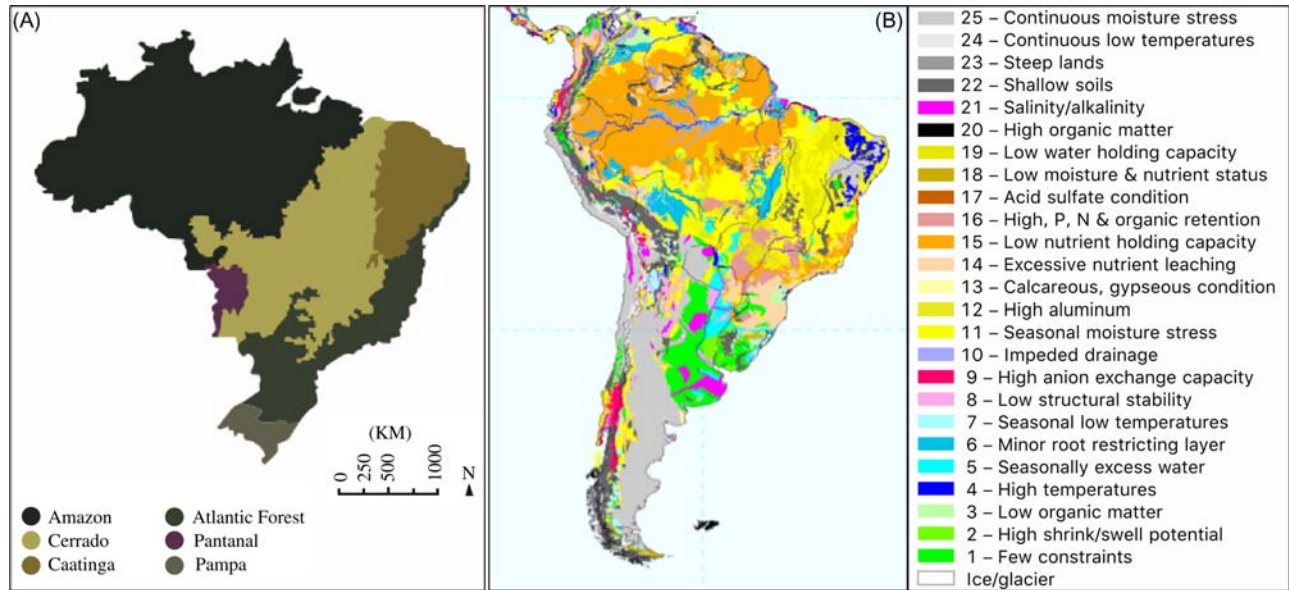 (A)
(KM)
0
250
500
1000
N
Amazon
Cerrado
Caatinga
Atlantic Forest
Pantanal
Pampa
(B)
25 – Continuous moisture stress
24 – Continuous low temperatures
23 – Steep lands
22 – Shallow soils
21 – Salinity/alkalinity
20 – High organic matter
19 – Low water holding capacity
18 – Low moisture & nutrient status
17 – Acid sulfate condition
16 – High, P, N & organic retention
15 – Low nutrient holding capacity
14 – Excessive nutrient leaching
13 – Calcareous, gypseous condition
12 – High aluminum
11 – Seasonal moisture stress
10 – Impeded drainage
9 – High anion exchange capacity
8 – Low structural stability
7 – Seasonal low temperatures
6 – Minor root restricting layer
5 – Seasonally excess water
4 – High temperatures
3 – Low organic matter
2 – High shrink/swell potential
1 – Few constraints
Ice/glacier